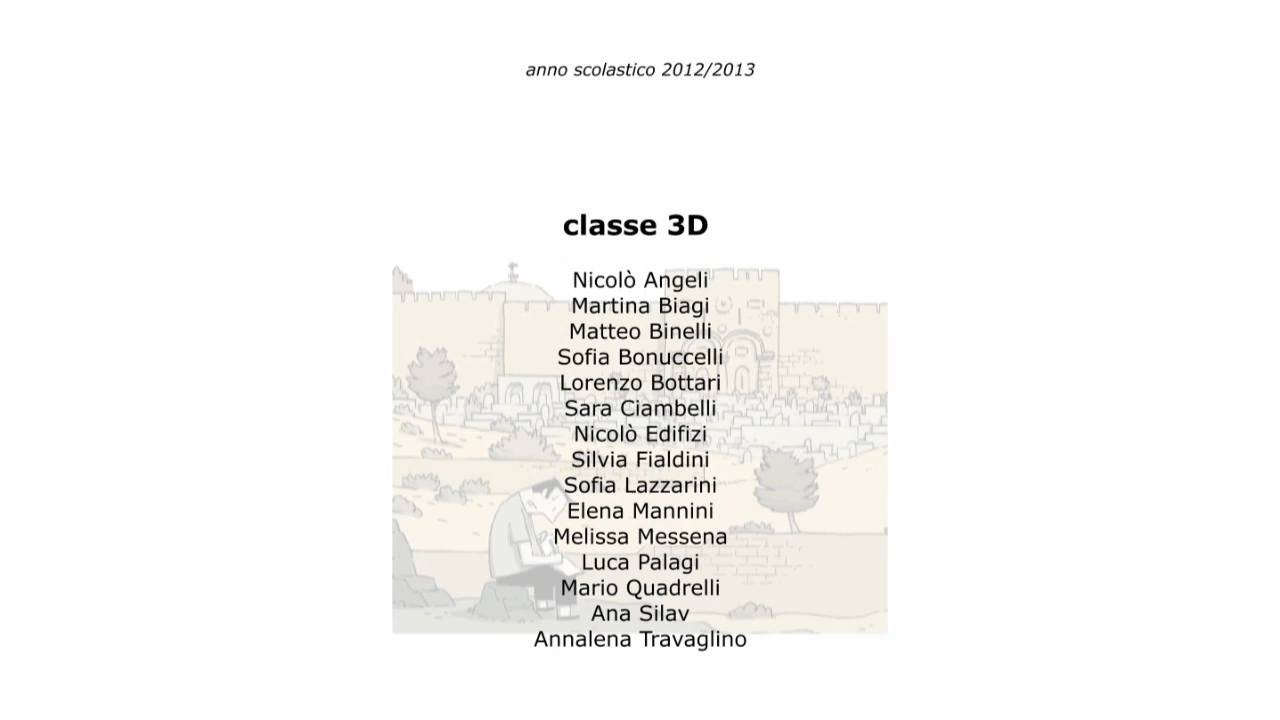 anno scolastico 2012/2013
classe 3D
Nicolò Angeli
Martina Biagi
Matteo Binelli
Sofia Bonuccelli
Lorenzo Bottari
Sara Ciambelli
Nicolò Edifizi
Silvia Fialdini
Sofia Lazzarini
Elena Mannini
Melissa Messena
Luca Palagi
Mario Quadrelli
Ana Silav
Annalena Travaglino